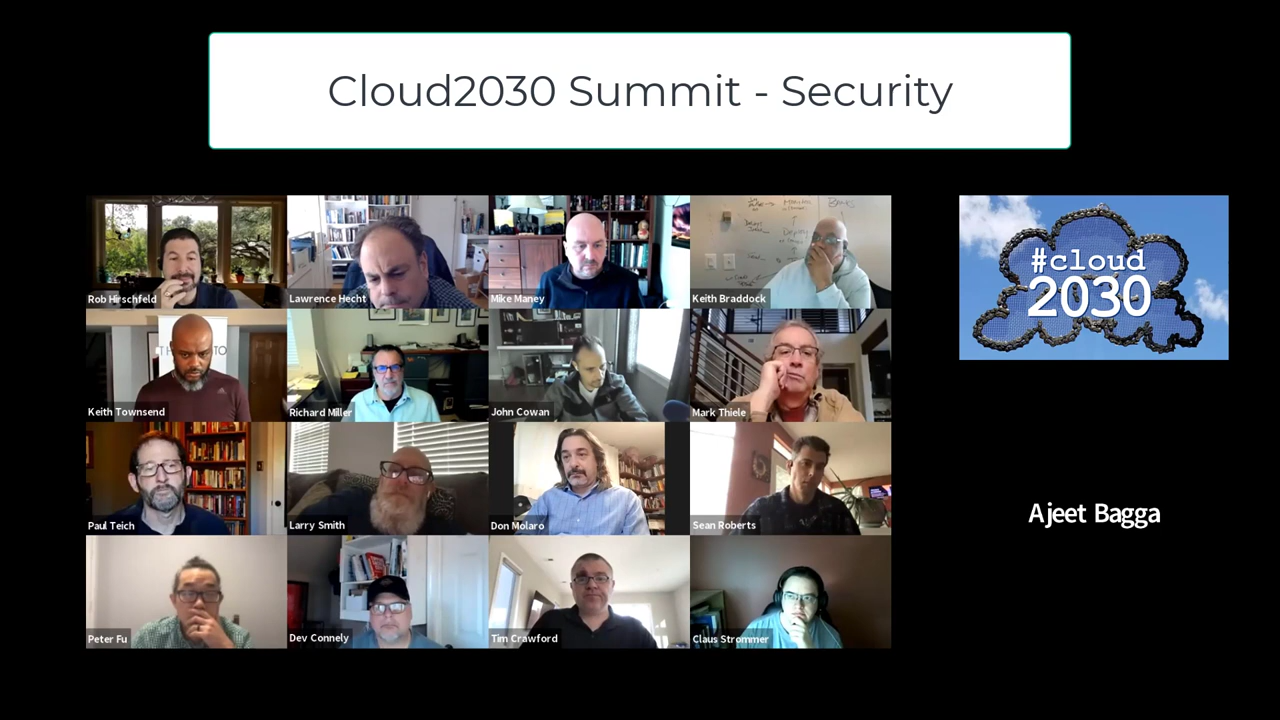 Cloud2030 Summit - Security
Rob Hirschfeld
Lawrence Hecht
Mike Maney
Keith Braddock
#cloud
2030
Keith Townsend
Richard Miller
John Cowan
Mark Thiele
Paul Teich
Larry Smith
Don Molaro
Sean Roberts
Ajeet Bagga
Peter Fu
Dev Connely
Tim Crawford
Claus Strommer